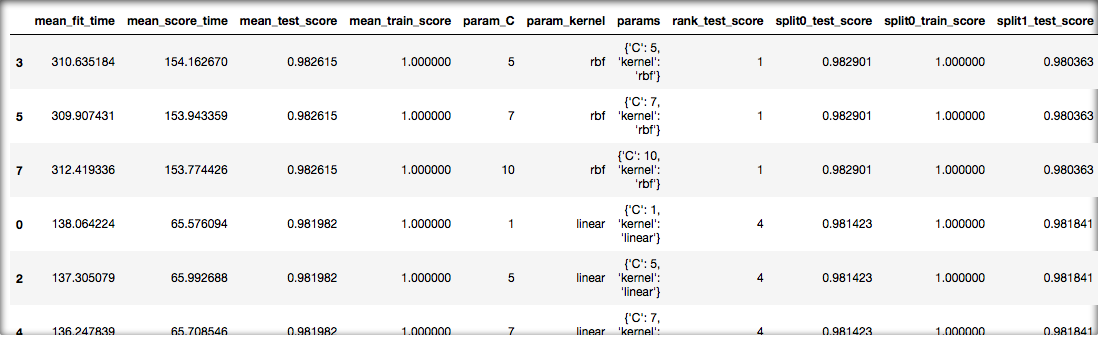 mean_fit_time mean_score_time mean_test_score mean_train_score param_C param_kernel params rank_test_score split0_test_score split0_train_score split1_test_score
{'C': 5,
3 310.635184 154.162670 0.982615 1.000000 5 rbf 'kernel': 1 0.982901 1.000000 0.980363
'rbf'}
{'C': 7,
5 309.907431 153.943359 0.982615 1.000000 7 rbf 'kernel': 1 0.982901 1.000000 0.980363
'rbf'}
{'C': 10,
7 312.419336 153.774426 0.982615 1.000000 10 rbf 'kernel': 1 0.982901 1.000000 0.980363
'rbf'}
{'C': 1,
0 138.064224 65.576094 0.981982 1.000000 1 linear 'kernel': 4 0.981423 1.000000 0.981841
'linear'}
{'C': 5,
2 137.305079 65.992688 0.981982 1.000000 5 linear 'kernel': 4 0.981423 1.000000 0.981841
'linear'}
{'C': 7,
4 136.247839 65.708546 0.981982 1.000000 7 linear 'kernel': 4 0.981423 1.000000 0.981841